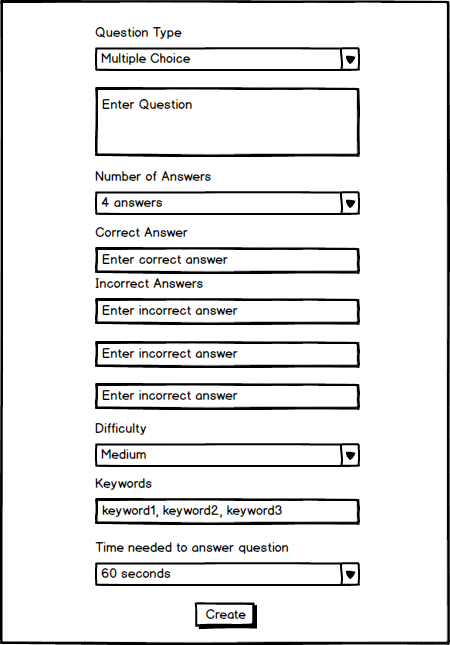 Question Type
Multiple Choice
Enter Question
Number of Answers
4 answers
Correct Answer
Enter correct answer
Incorrect Answers
Enter incorrect answer
Enter incorrect answer
Enter incorrect answer
Difficulty
Medium
Keywords
keyword1, keyword2, keyword3
Time needed to answer question
60 seconds
Create